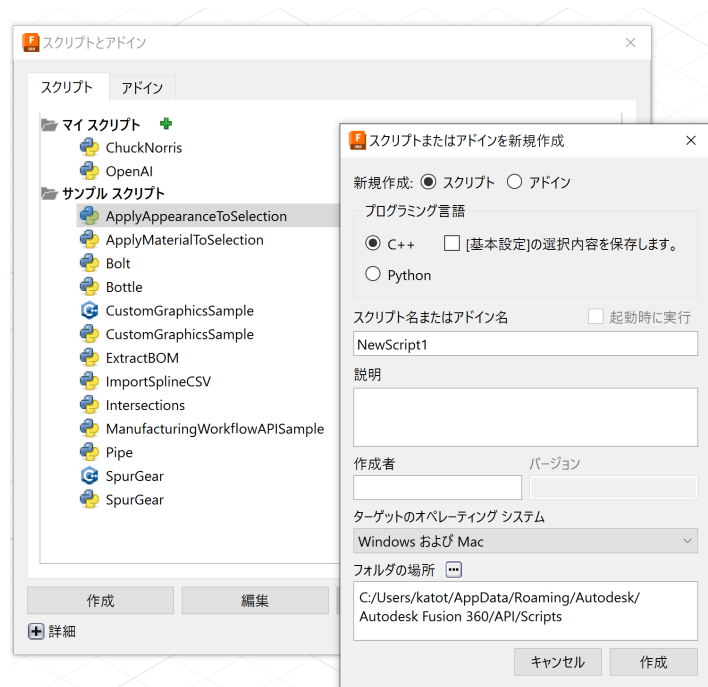 スクリプトとアドイン
スクリプト
アドイン
マイ スクリプト
ChuckNorris
OpenAI
サンプル スクリプト
ApplyAppearanceToSelection
ApplyMaterialToSelection
Bolt
Bottle
CustomGraphicsSample
CustomGraphicsSample
ExtractBOM
ImportSplineCSV
Intersections
ManufacturingWorkflowAPISample
Pipe
SpurGear
SpurGear
作成
編集
詳細
スクリプトまたはアドインを新規作成
新規作成: スクリプト アドイン
プログラミング言語
C++ [基本設定]の選択内容を保存します。
Python
スクリプト名またはアドイン名 起動時に実行
NewScript1
説明
作成者 バージョン
ターゲットのオペレーティング システム
Windows および Mac
フォルダの場所
C:/Users/katot/AppData/Roaming/Autodesk/
Autodesk Fusion 360/API/Scripts
キャンセル 作成